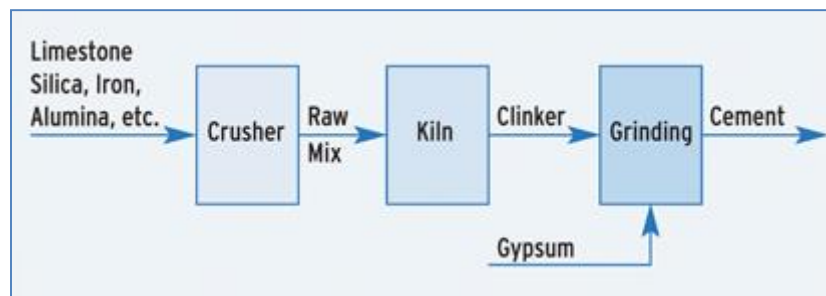 Limestone
Silica, Iron,
Alumina, etc.
Crusher
Raw
Mix
Kiln
Clinker
Grinding
Cement
Gypsum